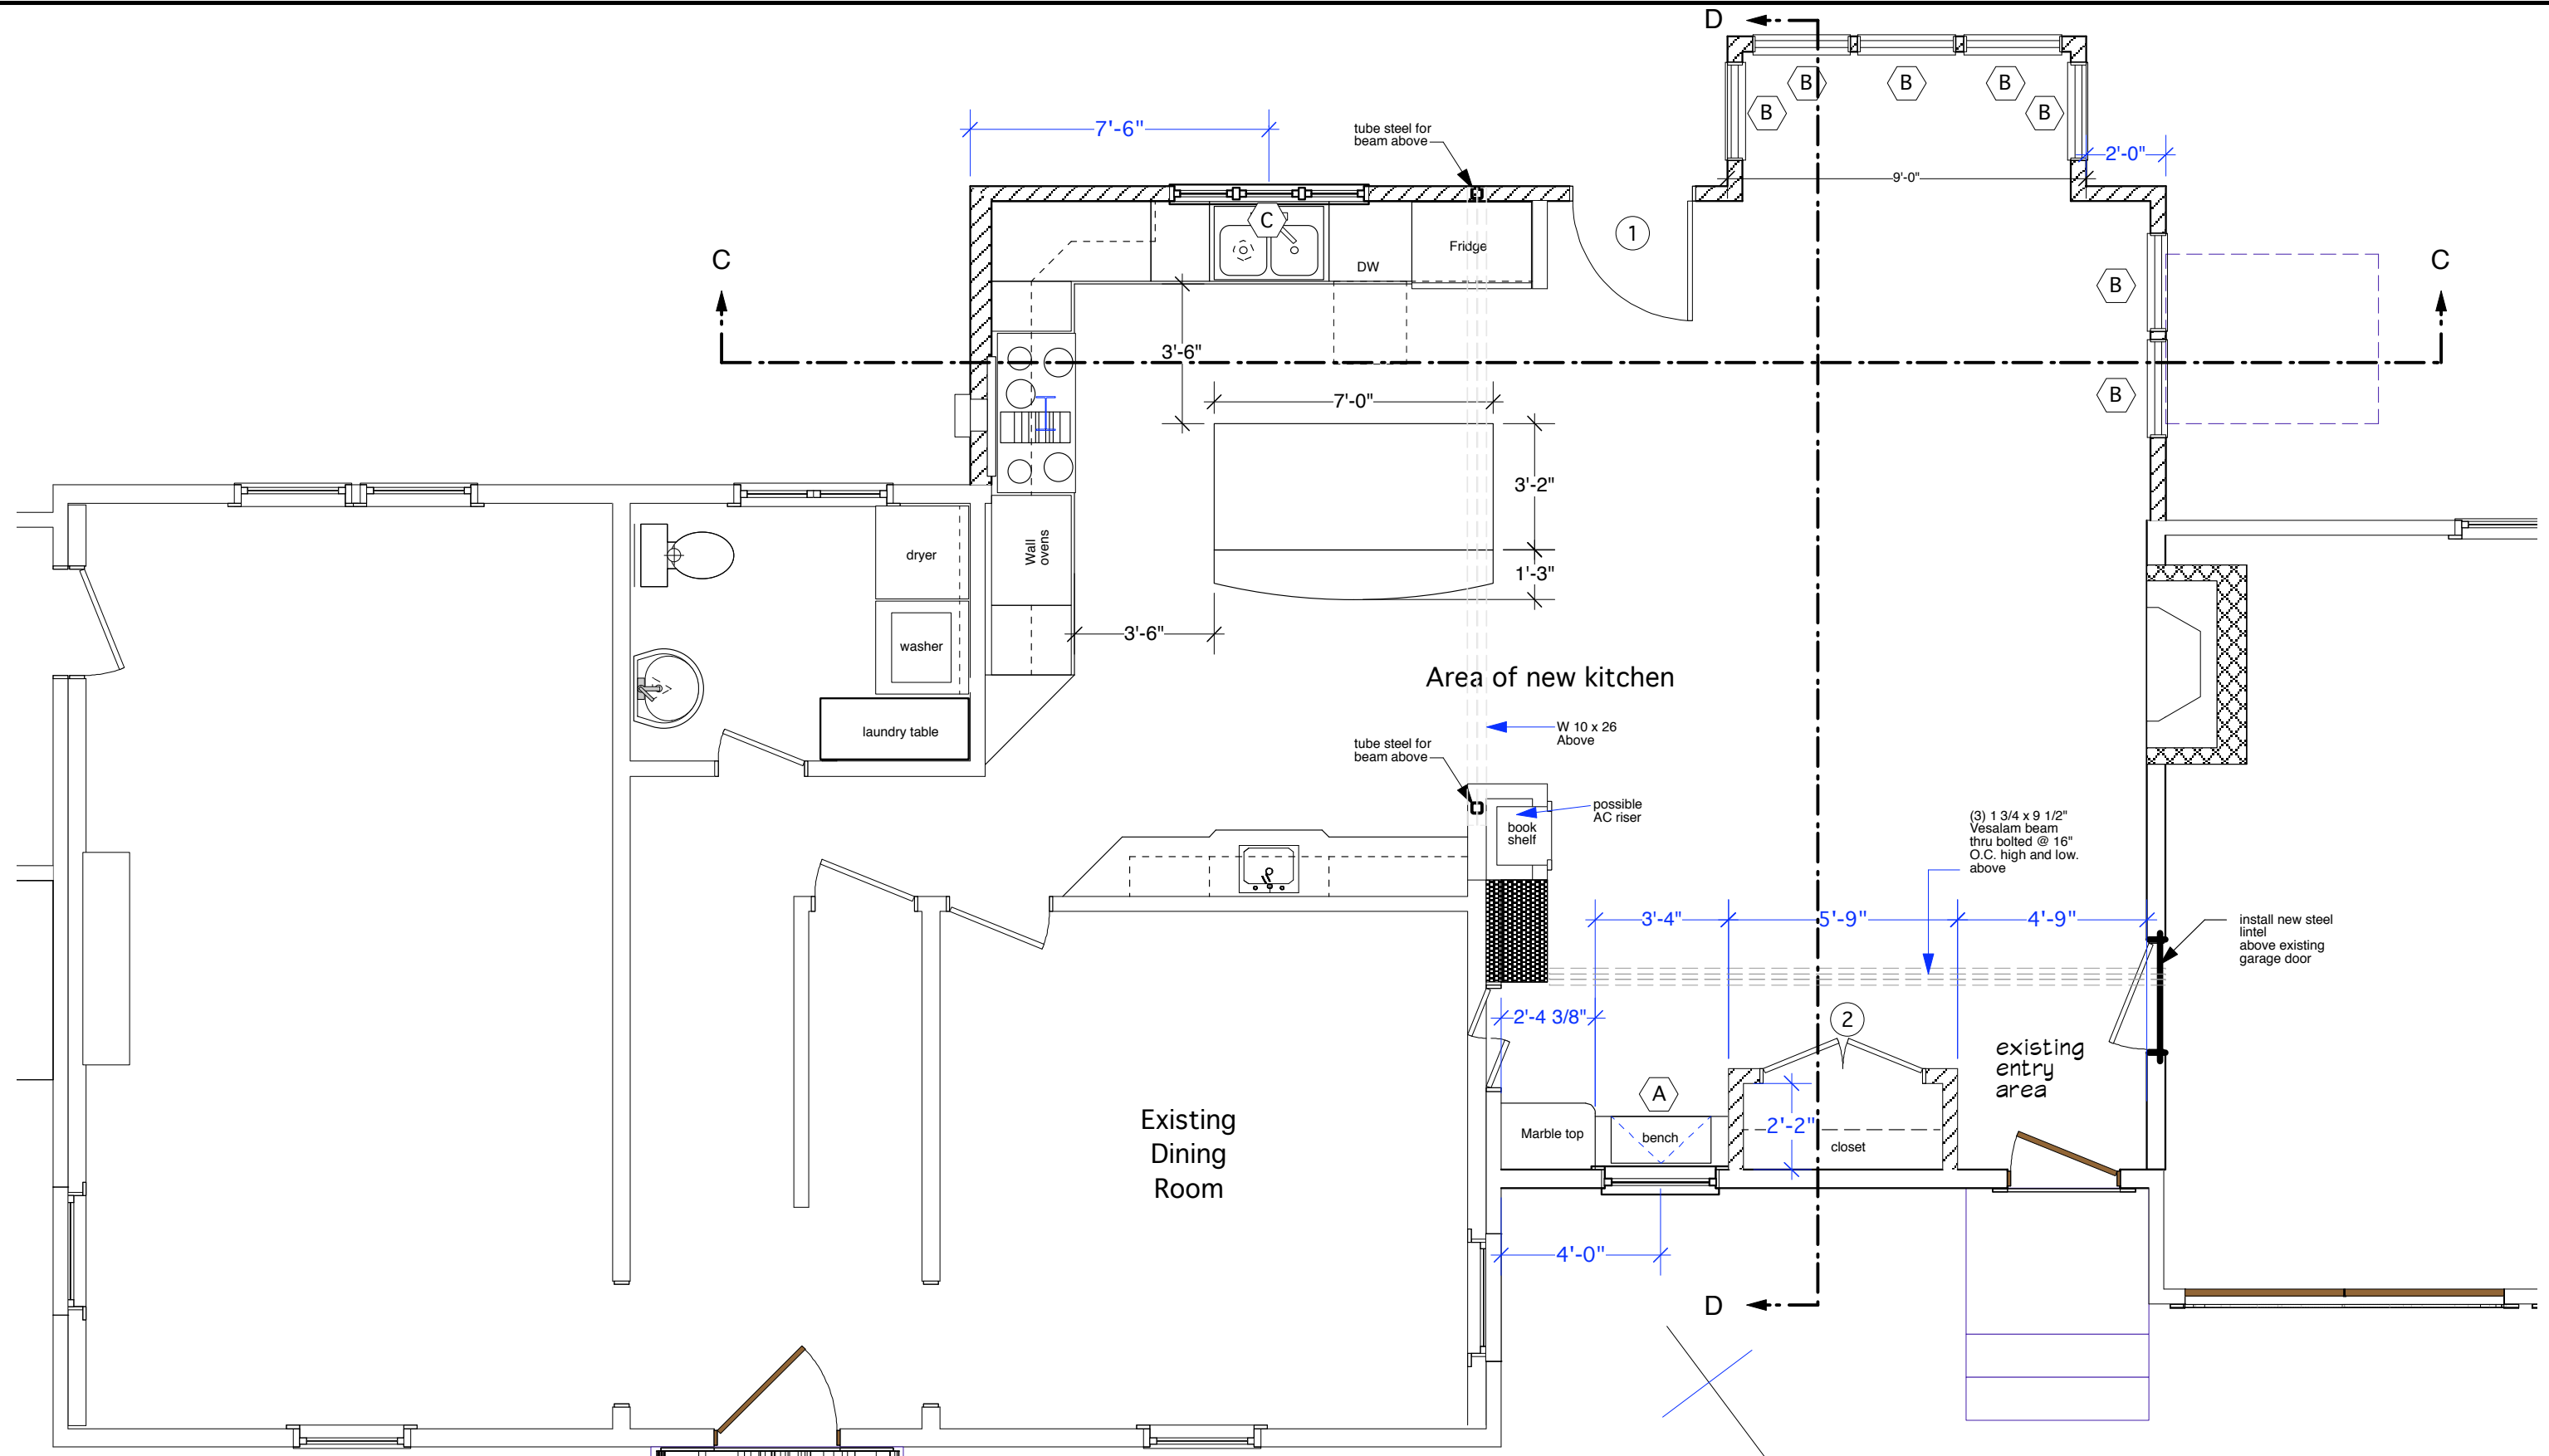 D
B
B
B
B
B
7'-6"
tube steel for
beam above
2'-0"
9'-0"
C
Fridge
1
DW
C
C
B
3'-6"
7'-0"
B
3'-2"
Wall
ovens
dryer
1'-3"
3'-6"
washer
Area of new kitchen
laundry table
W 10 x 26
Above
tube steel for
beam above
possible
AC riser
book
shelf
(3) 1 3/4 x 9 1/2"
Vesalam beam
thru bolted @ 16"
O.C. high and low.
above
3'-4"
5'-9"
4'-9"
install new steel
lintel
above existing
garage door
2'-4 3/8"
2
existing
entry
area
A
Existing
Dining
Room
Marble top
bench
2'-2"
closet
4'-0"
D